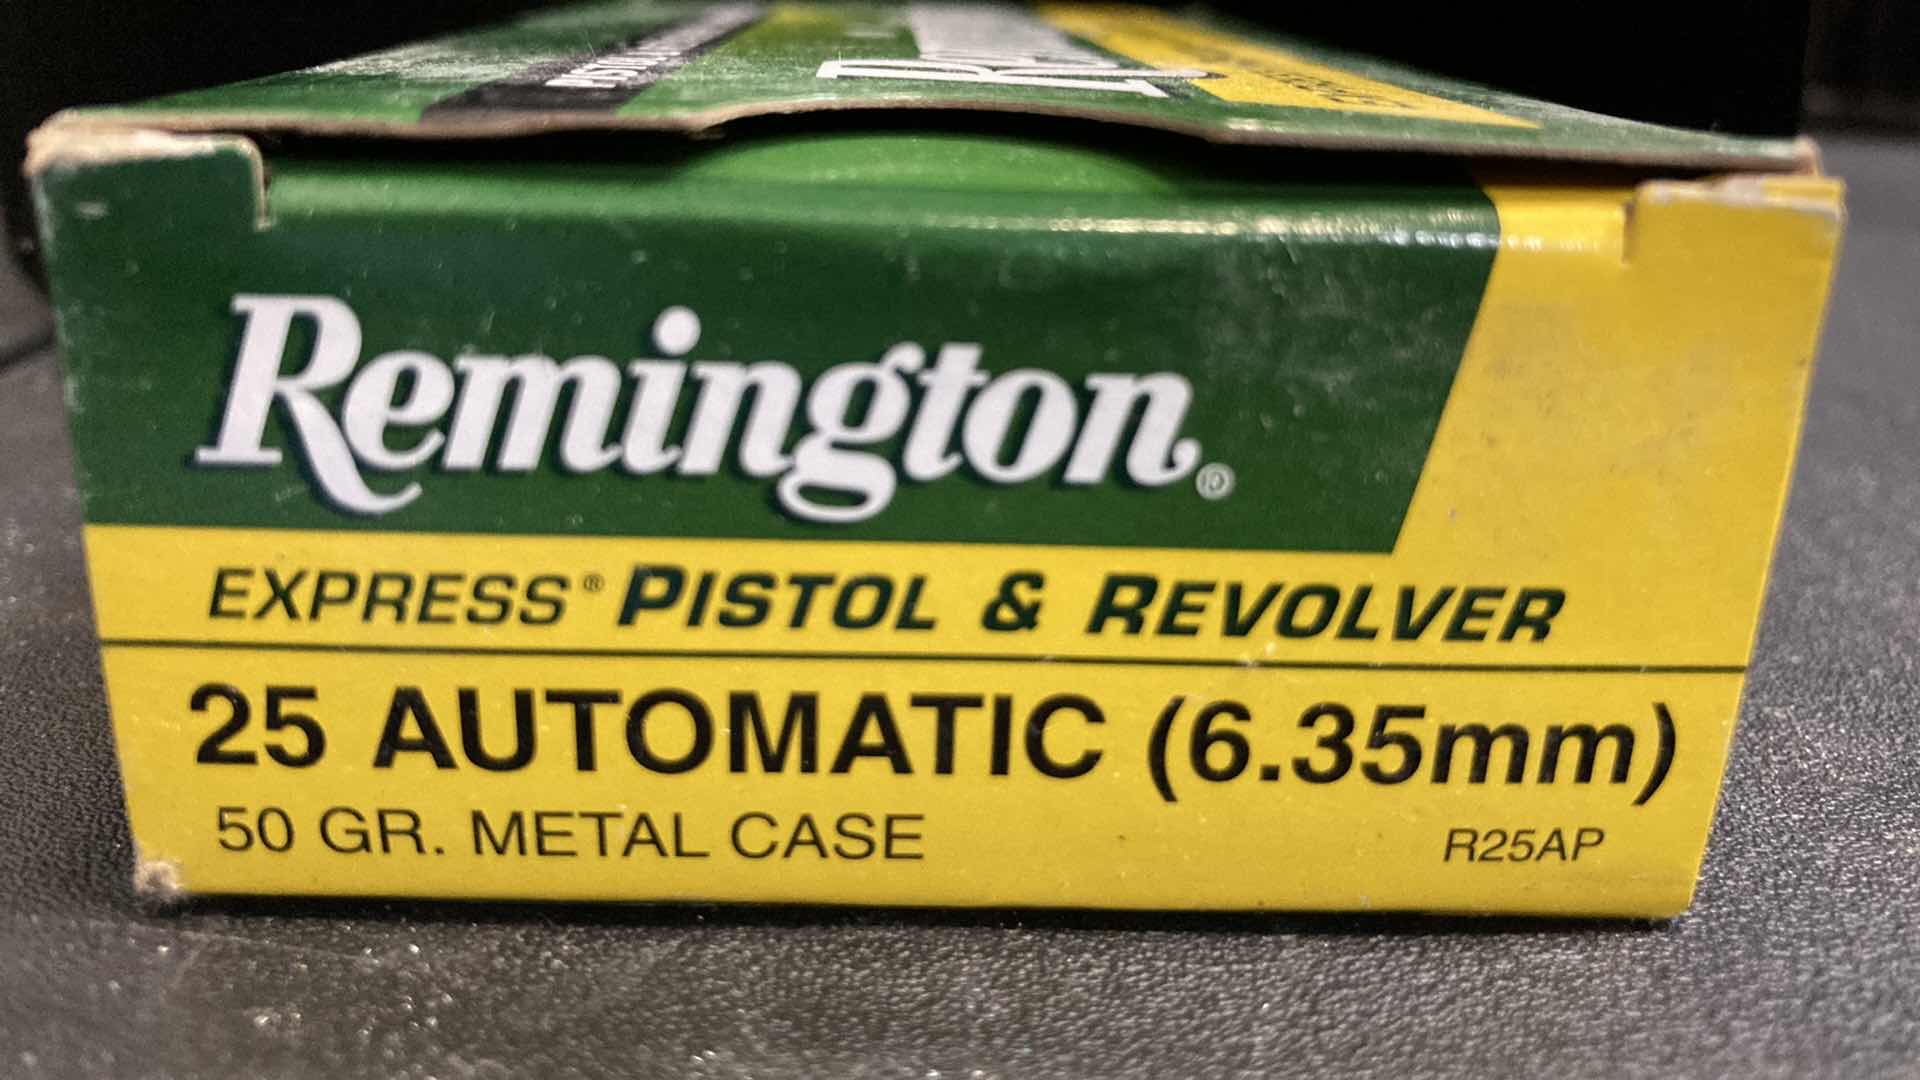 Remington®
EXPRESS® PISTOL & REVOLVER
25 AUTOMATIC (6.35mm)
50 GR. METAL CASE
R25AP